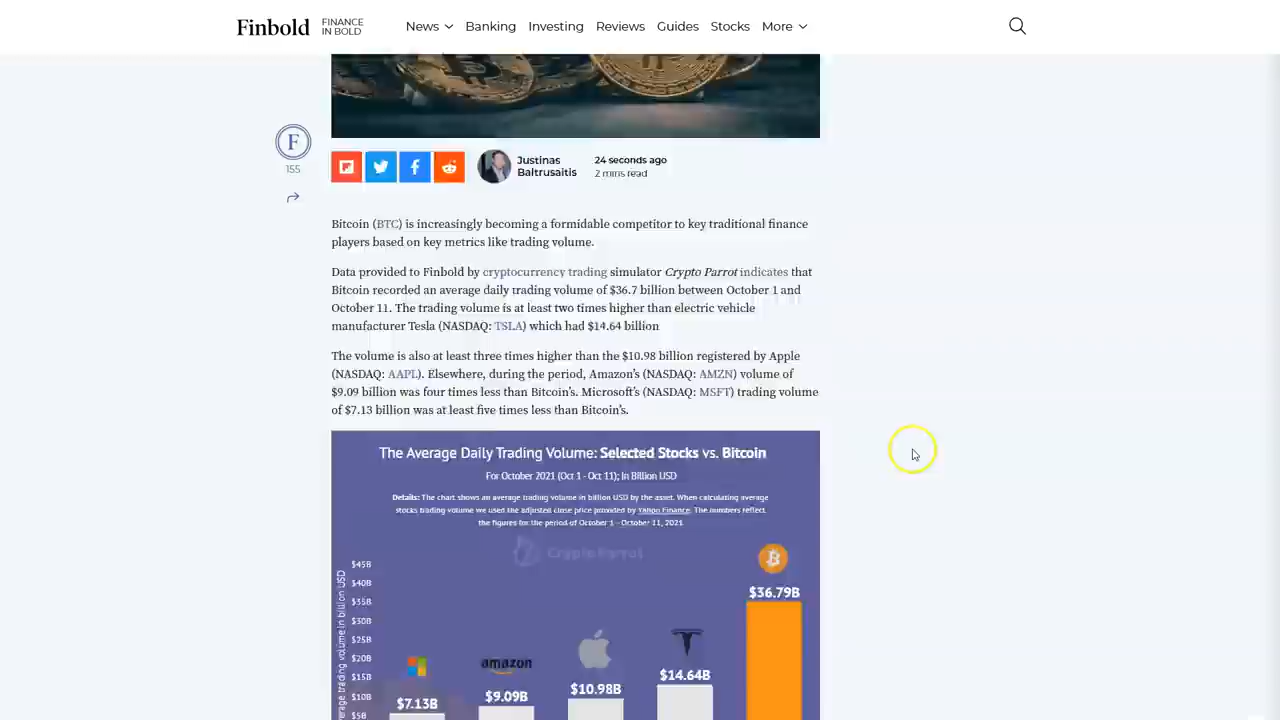 Finbold FINANCE IN BOLD News Banking Investing Reviews Guides Stocks More
F
155
Justinas Baltrusaitis
24 seconds ago
2 mins read
Bitcoin (BTC) is increasingly becoming a formidable competitor to key traditional finance
players based on key metrics like trading volume.
Data provided to Finbold by cryptocurrency trading simulator Crypto Parrot indicates that
Bitcoin recorded an average daily trading volume of $36.7 billion between October 1 and
October 11. The trading volume is at least two times higher than electric vehicle
manufacturer Tesla (NASDAQ: TSLA) which had $14.64 billion
The volume is also at least three times higher than the $10.98 billion registered by Apple
(NASDAQ: AAPL). Elsewhere, during the period, Amazon's (NASDAQ: AMZN) volume of
$9.09 billion was four times less than Bitcoin's. Microsoft's (NASDAQ: MSFT) trading volume
of $7.13 billion was at least five times less than Bitcoin's.
The Average Daily Trading Volume: Selected Stocks vs. Bitcoin
For October 2021 (Oct 1 - Oct 11); In Billion USD
Details: The chart shows an average trading volume in billion USD by the asset. When calculating average
stocks trading volume we used the adjusted close price provided by Yahoo Finance. The numbers reflect
the figures for the period of October 1 - October 11, 2021
CryptoParrot
$45B
$40B
$35B
$30B
$25B
$20B
$15B
$10B
$5B
verage trading volume in billion USD
$7.13B
amazon
$9.09B
$10.98B
$14.64B
$36.79B